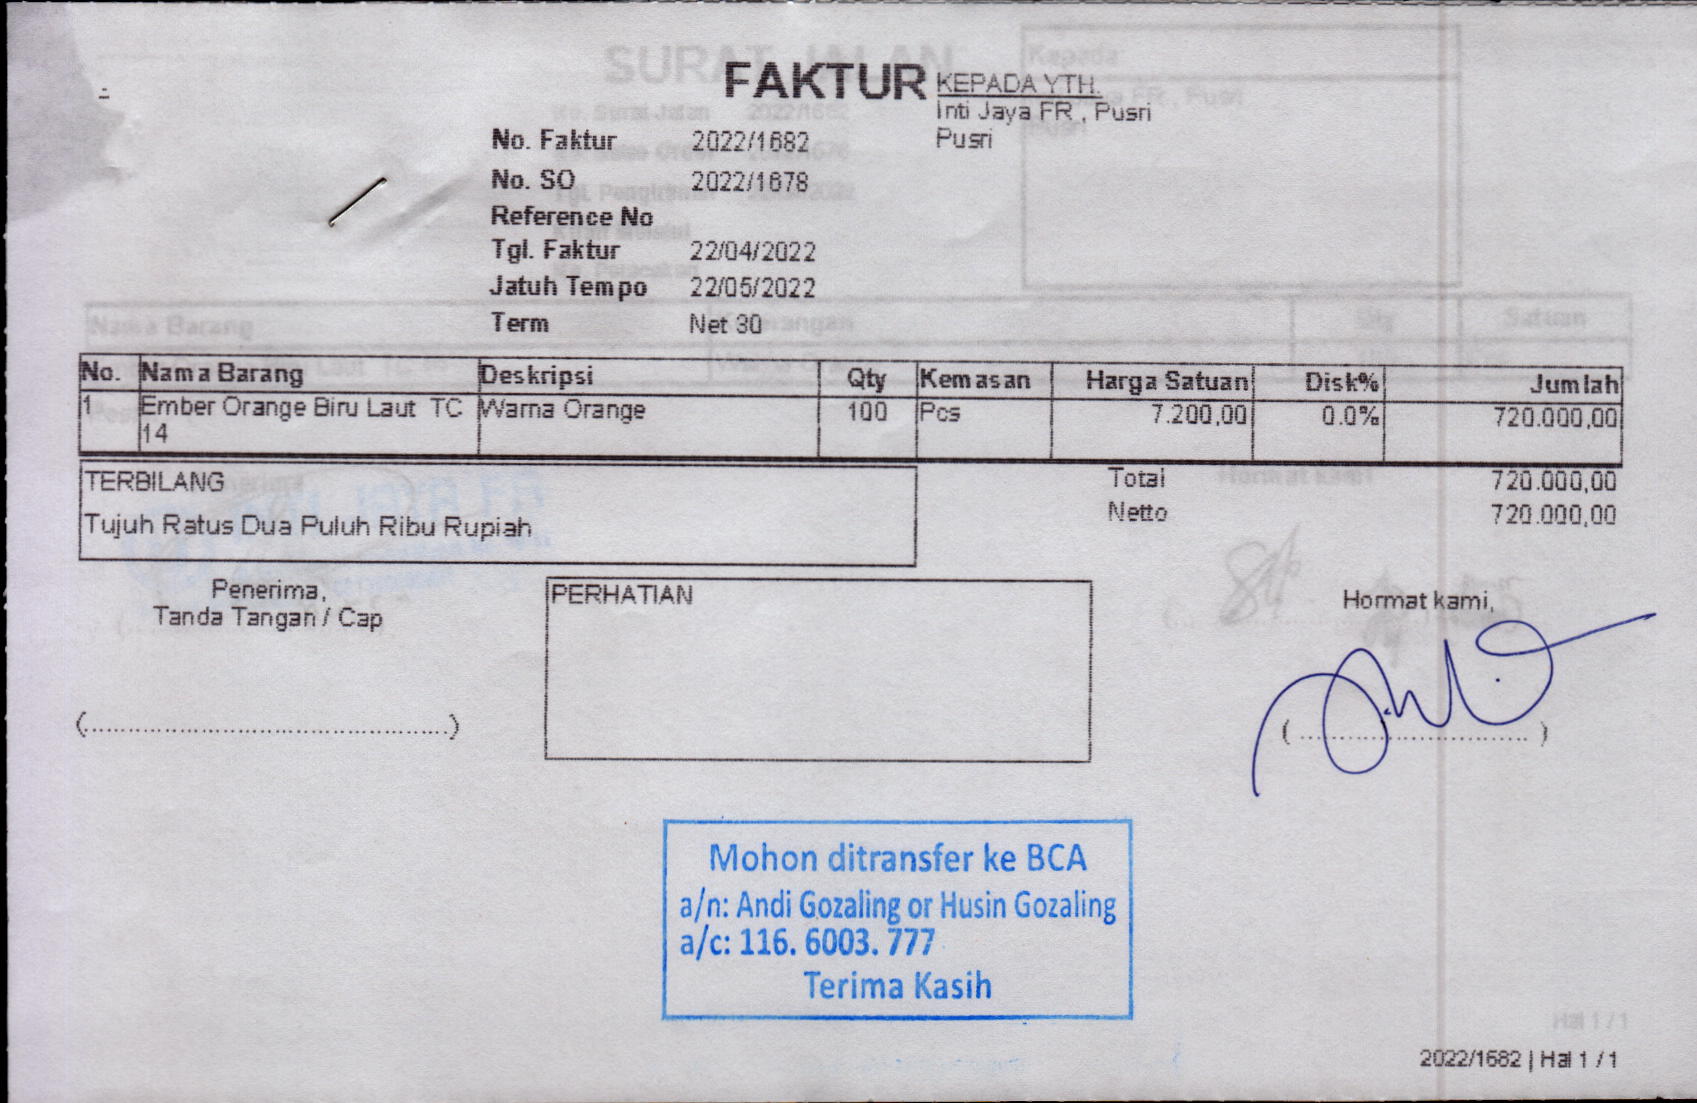 FAKTUR
KEPADA YTH.
Inti Jaya FR , Pusri
Pusri
No. Faktur 2022/1682
No. SO 2022/1678
Reference No
Tgl. Faktur 22/04/2022
Jatuh Tempo 22/05/2022
Term Net 30
No. Nama Barang Deskripsi Qty Kemasan Harga Satuan Disk% Jumlah
1 Ember Orange Biru Laut TC Warna Orange 100 Pcs 7.200,00 0.0% 720.000,00
14
TERBILANG
Tujuh Ratus Dua Puluh Ribu Rupiah
Total 720.000,00
Netto 720.000,00
Penerima,
Tanda Tangan / Cap
(................................................)
PERHATIAN
Hormat kami,
( .............................. )
Mohon ditransfer ke BCA
a/n: Andi Gozaling or Husin Gozaling
a/c: 116. 6003. 777
Terima Kasih
2022/1682 | Hal 1 / 1